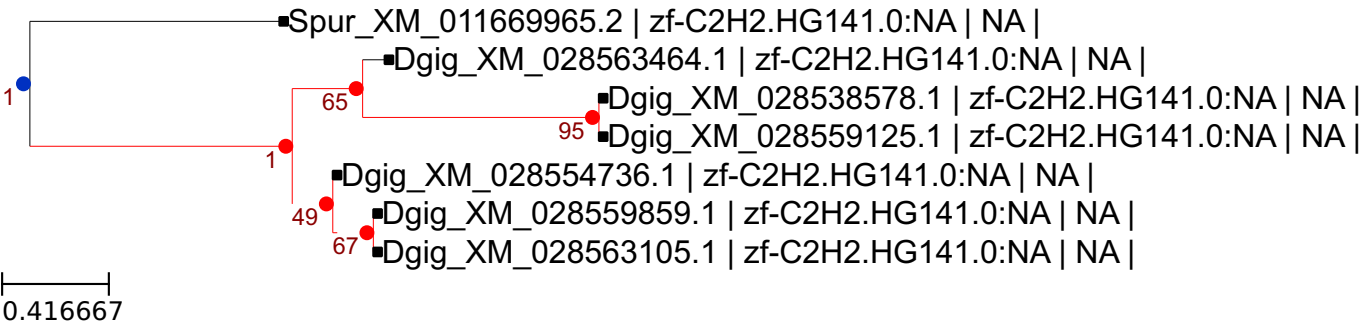 Spur_XM_011669965.2 | zf-C2H2.HG141.0:NA | NA |
Dgig_XM_028563464.1 | zf-C2H2.HG141.0:NA | NA |
1
65
Dgig_XM_028538578.1 | zf-C2H2.HG141.0:NA | NA |
95
Dgig_XM_028559125.1 | zf-C2H2.HG141.0:NA | NA |
1
Dgig_XM_028554736.1 | zf-C2H2.HG141.0:NA | NA |
49
Dgig_XM_028559859.1 | zf-C2H2.HG141.0:NA | NA |
67
Dgig_XM_028563105.1 | zf-C2H2.HG141.0:NA | NA |
0.416667